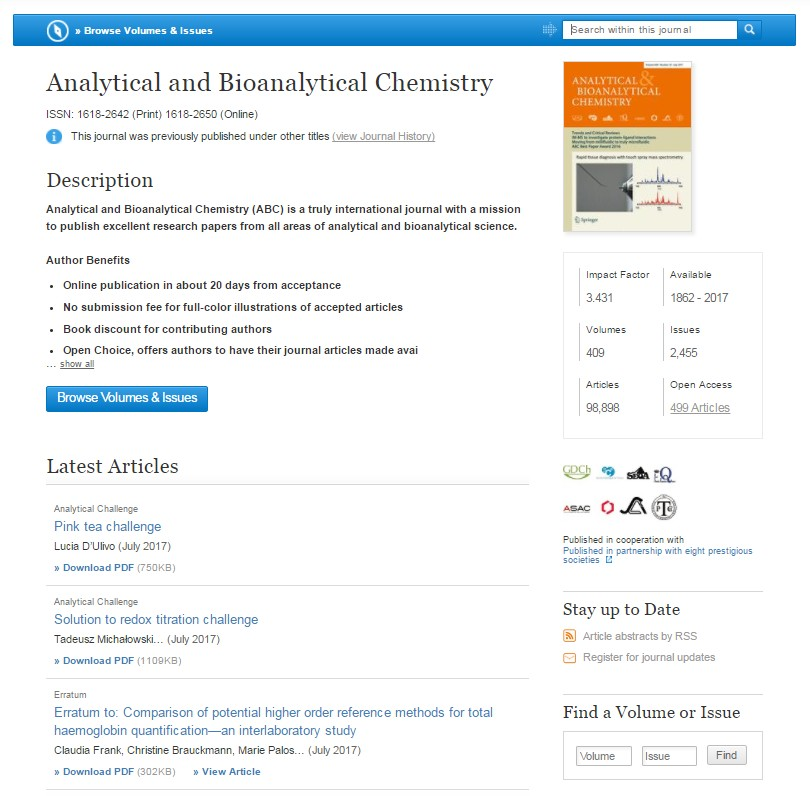 » Browse Volumes & Issues
Search within this journal
Analytical and Bioanalytical Chemistry
ISSN: 1618-2642 (Print) 1618-2650 (Online)
This journal was previously published under other titles (view Journal History)
Description
Analytical and Bioanalytical Chemistry (ABC) is a truly international journal with a mission
to publish excellent research papers from all areas of analytical and bioanalytical science.
Author Benefits
• Online publication in about 20 days from acceptance
• No submission fee for full-color illustrations of accepted articles
• Book discount for contributing authors
• Open Choice, offers authors to have their journal articles made avai
... show all
Browse Volumes & Issues
Latest Articles
Analytical Challenge
Pink tea challenge
Lucia D'Ulivo (July 2017)
» Download PDF (750KB)
Analytical Challenge
Solution to redox titration challenge
Tadeusz Michałowski... (July 2017)
» Download PDF (1109KB)
Erratum
Erratum to: Comparison of potential higher order reference methods for total
haemoglobin quantification—an interlaboratory study
Claudia Frank, Christine Brauckmann, Marie Palos... (July 2017)
» Download PDF (302KB) » View Article
ANALYTICAL &
BIOANALYTICAL
CHEMISTRY
Trends and Critical Reviews
ABC Best Paper Award 2016
Rapid tissue diagnosis with touch spray mass spectrometry
Springer
Impact Factor Available
3.431 1862 - 2017
Volumes Issues
409 2,455
Articles Open Access
98,898 499 Articles
GDCh
ASAC
Published in cooperation with
Published in partnership with eight prestigious
societies
Stay up to Date
Article abstracts by RSS
Register for journal updates
Find a Volume or Issue
Volume Issue Find